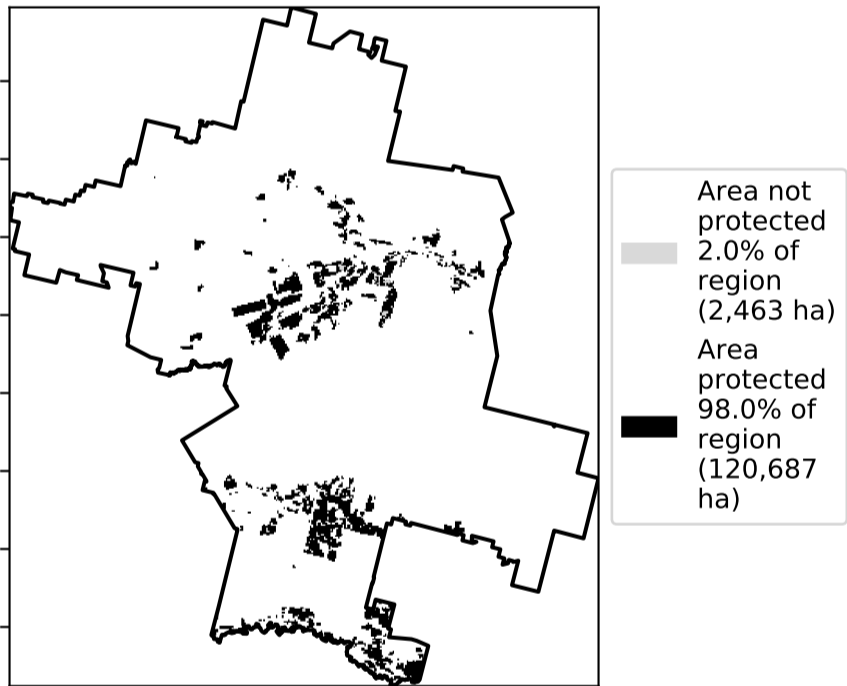 Area not
protected
2.0% of
region
(2,463 ha)
Area
protected
98.0% of
region
(120,687
ha)